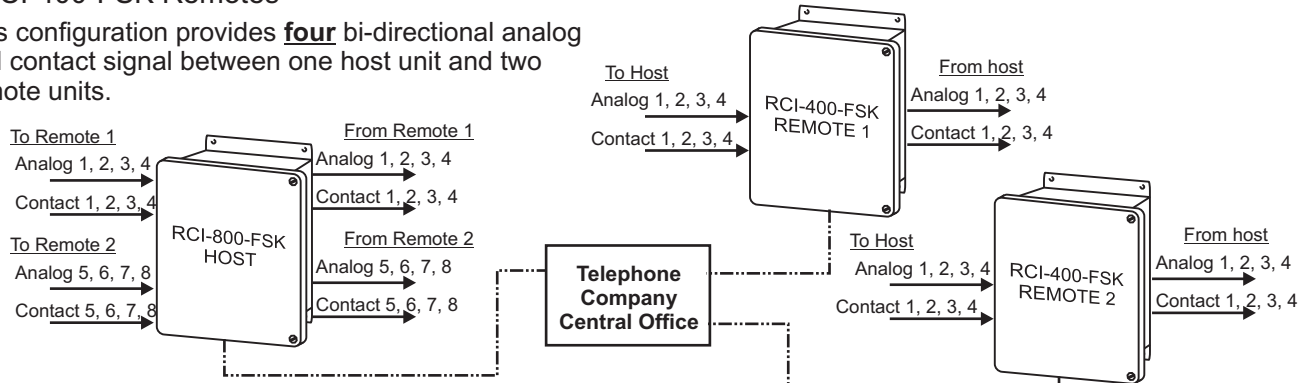 s configuration provides four bi-directional analog
contact signal between one host unit and two
note units.
To Remote 1
Analog 1, 2, 3, 4
Contact 1, 2, 3, 4
To Remote 2
Analog 5, 6, 7, 8
Contact 5, 6, 7, 8
RCI-800-FSK
HOST
From Remote 1
Analog 1, 2, 3, 4
Contact 1, 2, 3, 4
From Remote 2
Analog 5, 6, 7, 8
Contact 5, 6, 7, 8
Telephone
Company
Central Office
To Host
Analog 1, 2, 3, 4
Contact 1, 2, 3, 4
RCI-400-FSK
REMOTE 1
From host
Analog 1, 2, 3, 4
Contact 1, 2, 3, 4
To Host
Analog 1, 2, 3, 4
Contact 1, 2, 3, 4
RCI-400-FSK
REMOTE 2
From host
Analog 1, 2, 3, 4
Contact 1, 2, 3, 4